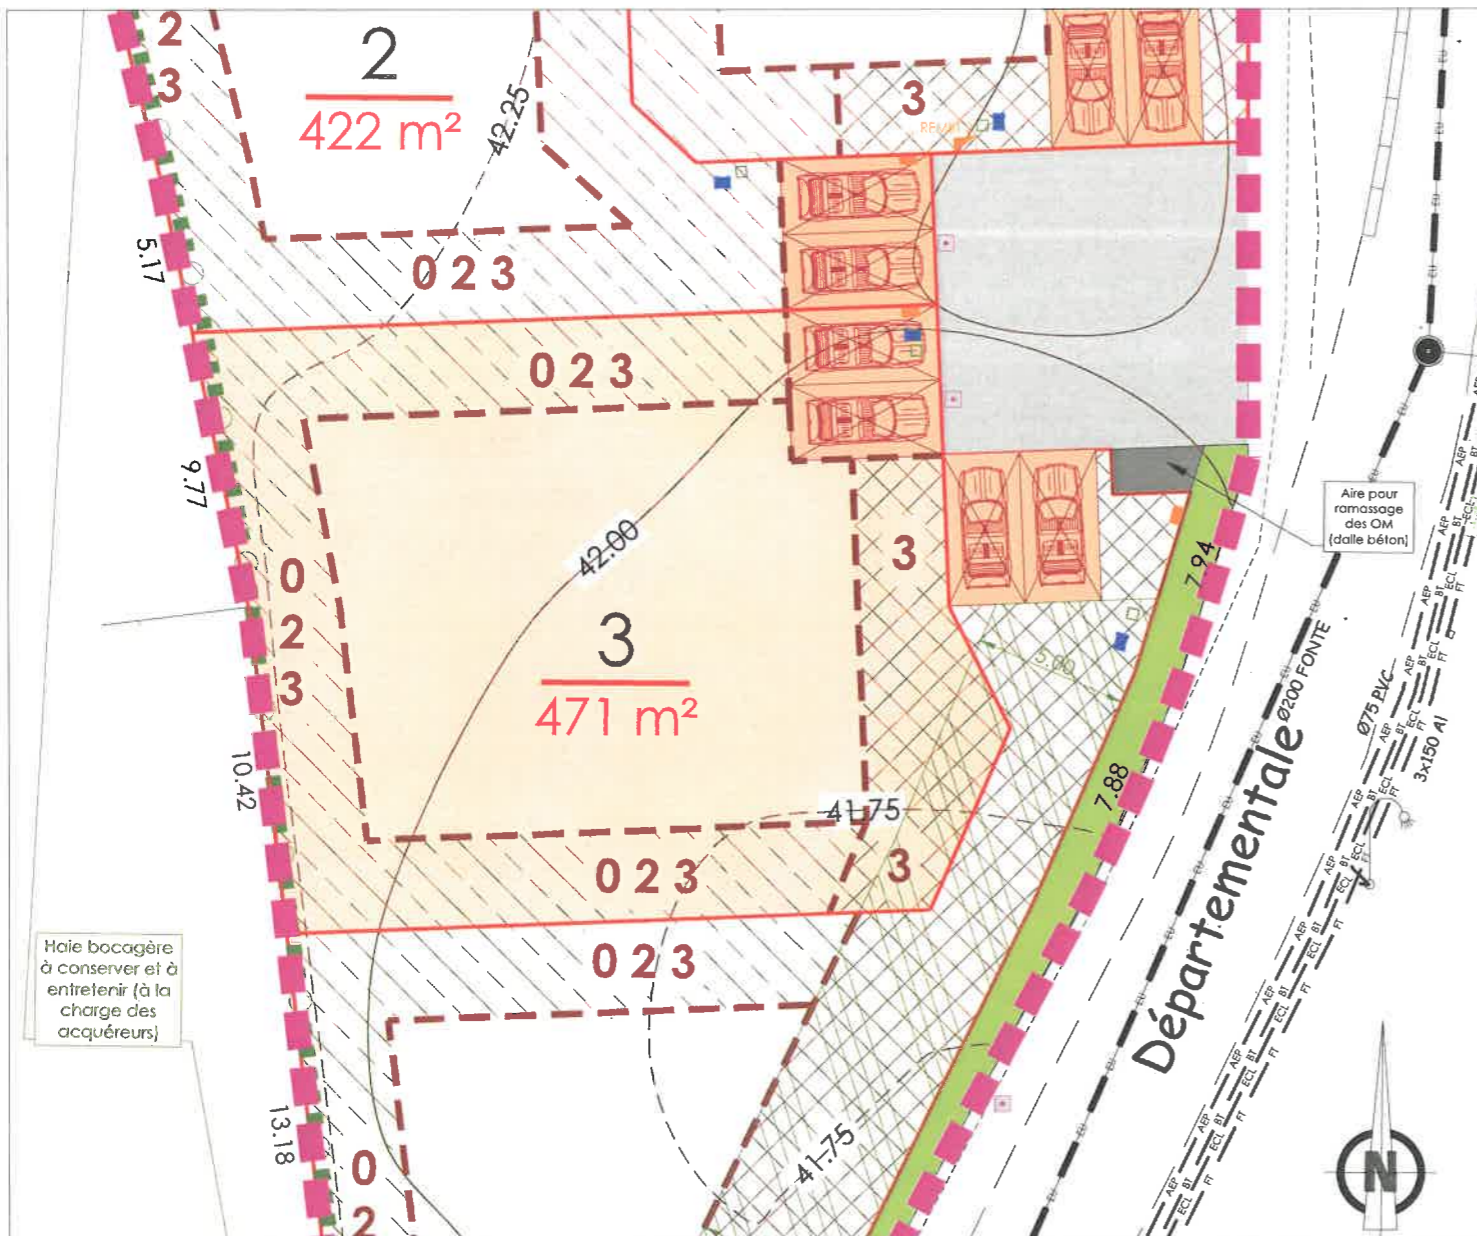 2
3
2
422 m²
42.25
3
REMBT
5.17
0 2 3
0 2 3
9.77
42.00
0
2
3
3
471 m²
3
5.00
7.94
Aire pour
ramassage
des OM
(dalle béton)
Ø200 FONTE
Ø75 PVC
3x150 Al
10.42
41.75
7.88
0 2 3
3
Départementale
0 2 3
Haie bocagère
à conserver et à
entretenir (à la
charge des
acquéreurs)
13.18
0
2
41.75
N
EU
AEP
BT
ECL
FT